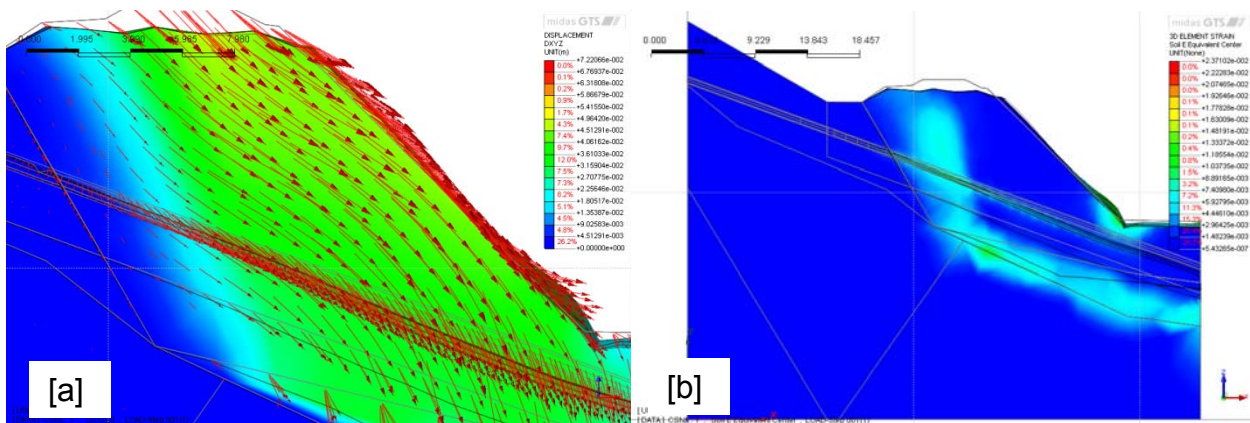 midas GTS
DISPLACEMENT
DXYZ
UNIT(m)
0.000 1.995 3.990 5.985 7.980
+7.22066e-002
0.0%
+6.76937e-002
0.1%
+6.31808e-002
0.2%
+5.86679e-002
0.9%
+5.41550e-002
1.7%
+4.96420e-002
4.3%
+4.51291e-002
7.4%
+4.06162e-002
9.7%
+3.61033e-002
12.0%
+3.15904e-002
7.5%
+2.70775e-002
7.3%
+2.25646e-002
6.2%
+1.80517e-002
5.1%
+1.35387e-002
4.5%
+9.02583e-003
4.8%
+4.51291e-003
26.2%
+0.00000e+000
[a]
midas GTS
3D ELEMENT STRAIN
Soil E Equivalent Center
UNIT(None)
0.000 9.229 13.843 18.457
+2.37102e-002
0.0%
+2.22283e-002
0.0%
+2.07465e-002
0.0%
+1.92646e-002
0.1%
+1.77828e-002
0.1%
+1.63009e-002
0.1%
+1.48191e-002
0.2%
+1.33372e-002
0.4%
+1.18554e-002
0.8%
+1.03735e-002
1.5%
+8.89165e-003
3.2%
+7.40980e-003
7.2%
+5.92795e-003
11.3%
+4.44610e-003
+2.96425e-003
+1.48239e-003
+5.43265e-007
[b]